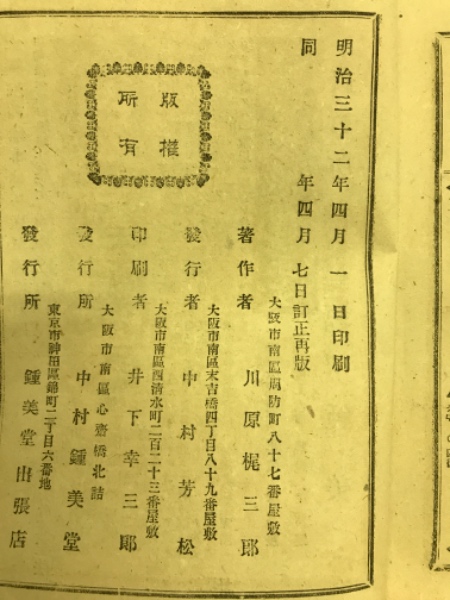 明治三十二年四月一日印刷
同年四月七日訂正再版
版權
所有
大阪市南區周防町八十七番屋敷
著作者 川原梶三郎
大阪市南區末吉橋四丁目八十九番屋敷
發行者 中村芳松
大阪市南區西清水町二百二十三番屋敷
印刷者 井下幸三郎
大阪市南區心齋橋北詰
發行所 中村鍾美堂
東京市神田區錦町二丁目六番地
發行所 鍾美堂出張店